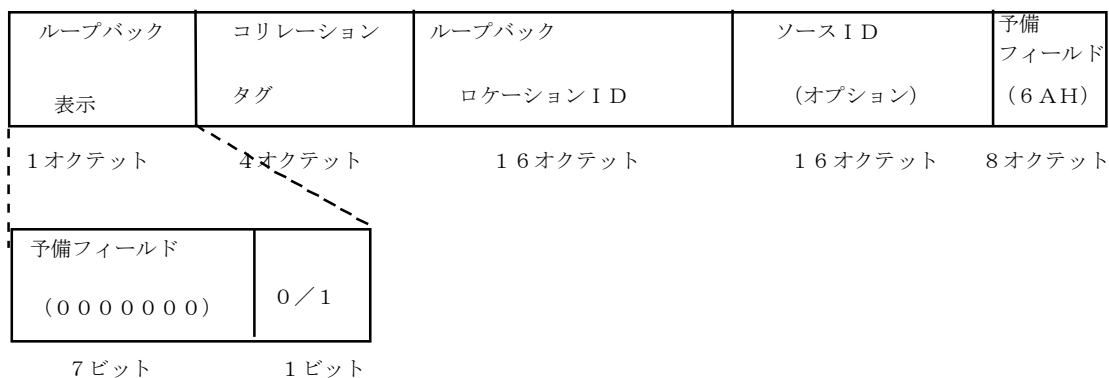 ループバック
表示
コリレーション
タグ
ループバック
ロケーションＩＤ
ソースＩＤ
（オプション）
予備
フィールド
（６ＡＨ）
１オクテット
４オクテット
１６オクテット
１６オクテット
８オクテット
予備フィールド
（０００００００）
０／１
７ビット
１ビット